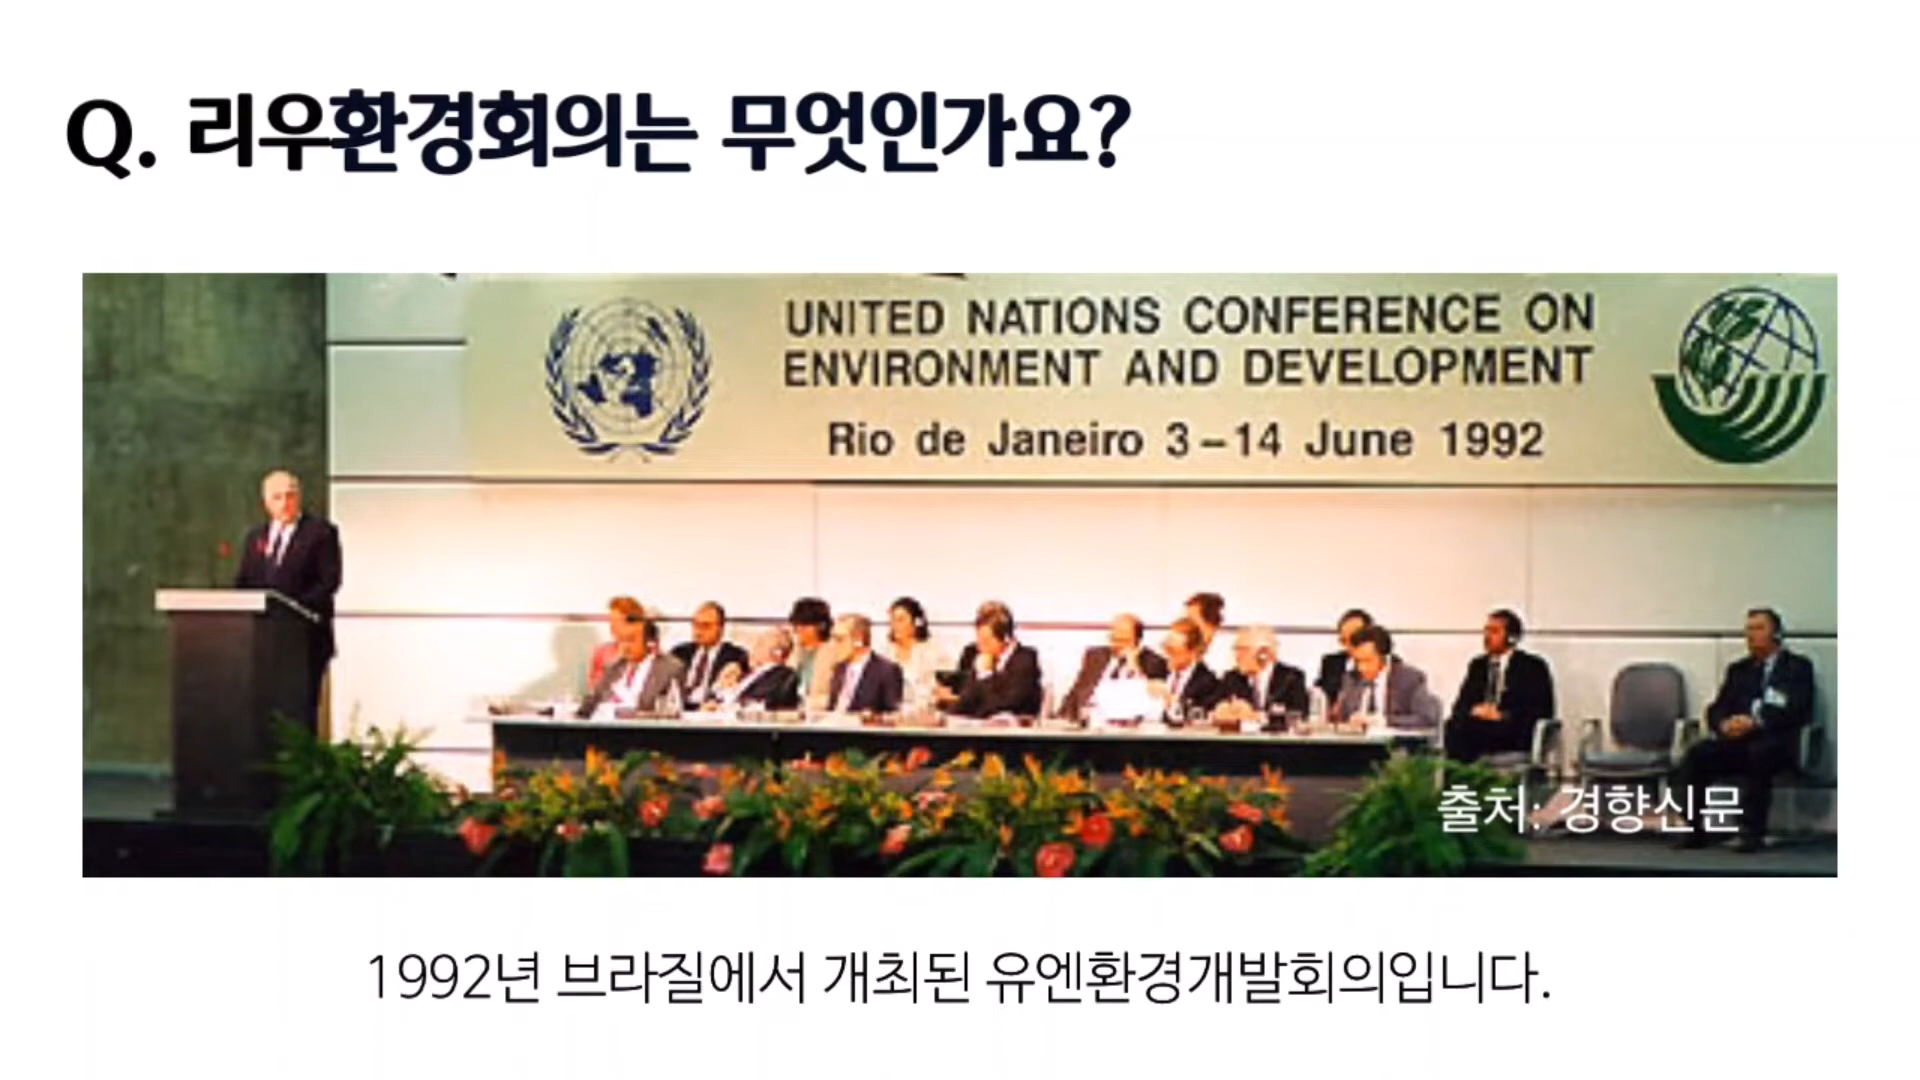 Q. 리우환경회의는 무엇인가요?
UNITED NATIONS CONFERENCE ON
ENVIRONMENT AND DEVELOPMENT
Rio de Janeiro 3-14 June 1992
출처: 경향신문
1992년 브라질에서 개최된 유엔환경개발회의입니다.